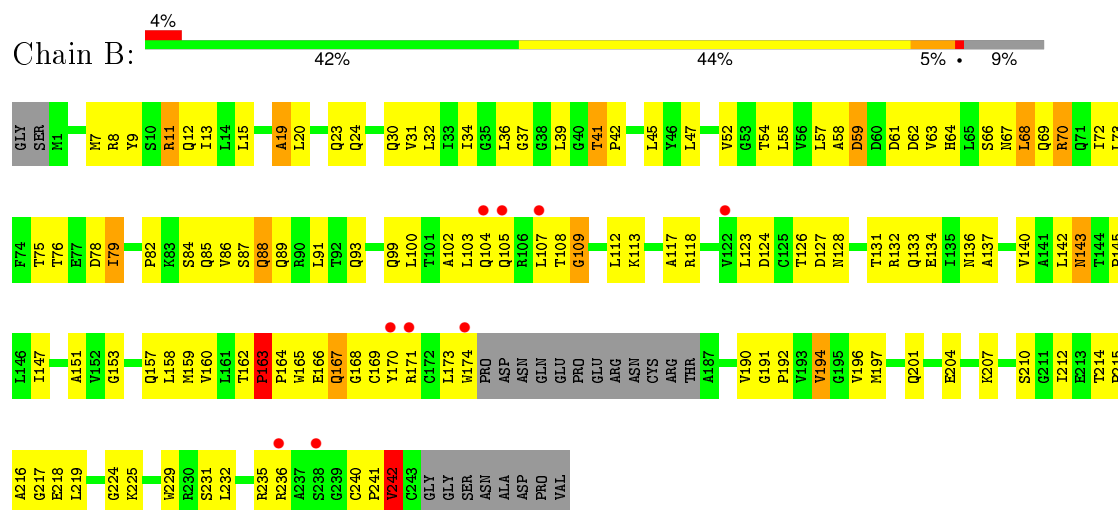 4%
Chain B:
42% 44% 5% • 9%
GLY SER M1 M7 R8 Y9 S10 R11 Q12 I13 L14 L15 A19 L20 Q23 Q24 Q30 V31 L32 I33 I34 G35 L36 G37 G38 L39 G40 T41 P42 L45 Y46 L47 V52 G53 T54 L55 V56 L57 A58 D59 D60 D61 D62 V63 H64 L65 S66 N67 L68 Q69 R70 Q71 I72 L73
F74 T75 T76 E77 D78 I79 P82 K83 S84 Q85 V86 S87 Q88 Q89 R90 L91 T92 Q93 Q99 L100 T101 A102 L103 Q104 Q105 R106 L107 T108 G109 L112 K113 A117 R118 V122 L123 D124 C125 T126 D127 N128 T131 R132 Q133 E134 I135 N136 A137 V140 A141 L142 N143 T144 P145
L146 I147 A151 V152 G153 Q157 L158 M159 V160 L161 T162 P163 P164 W165 E166 Q167 G168 C169 Y170 R171 C172 L173 W174 PRO ASP ASN GLN GLU PRO GLU ARG ASN CYS ARG THR A187 V190 G191 P192 V193 V194 G195 V196 M197 Q201 E204 K207 S210 G211 I212 E213 T214 P215
A216 G217 E218 L219 G224 K225 W229 R230 S231 L232 R235 R236 A237 S238 G239 C240 P241 V242 C243 GLY GLY SER ASN ALA ASP PRO VAL